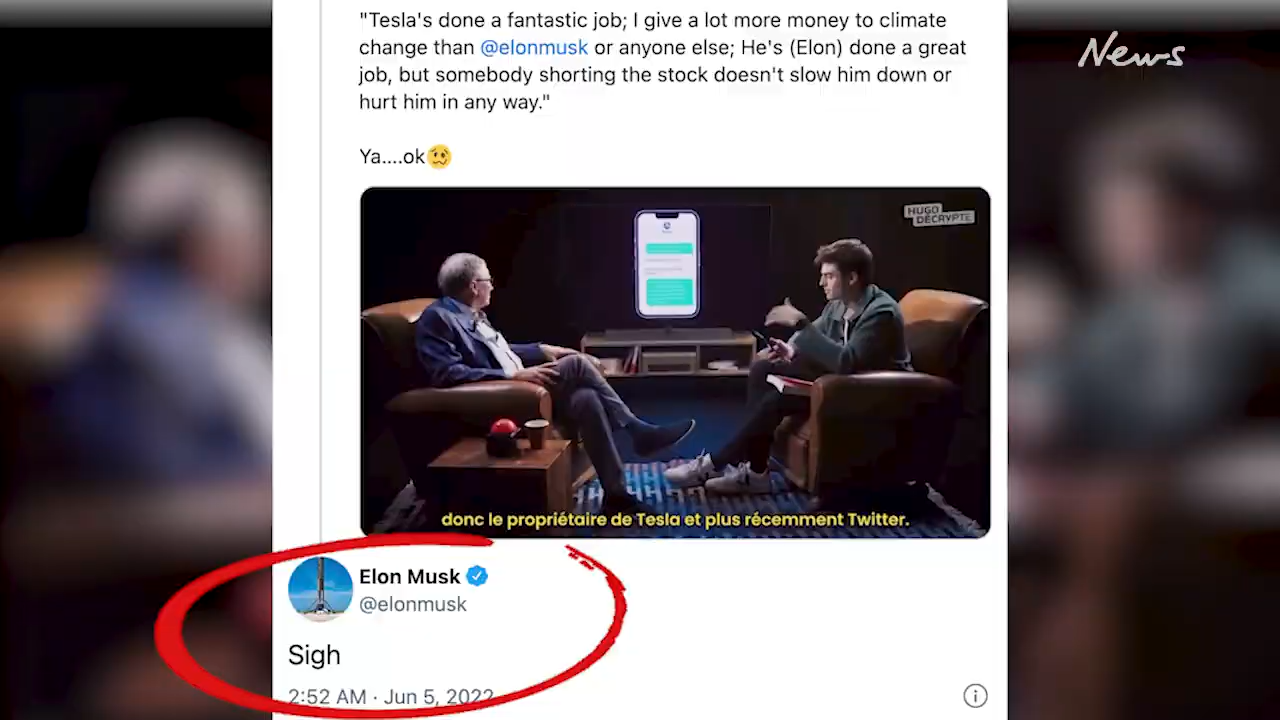 "Tesla's done a fantastic job; I give a lot more money to climate
change than @elonmusk or anyone else; He's (Elon) done a great
job, but somebody shorting the stock doesn't slow him down or
hurt him in any way."
Ya....ok🥴
News
HUGO
DÉCRYPTE
donc le propriétaire de Tesla et plus récemment Twitter.
Elon Musk
@elonmusk
Sigh
2:52 AM · Jun 5, 2022